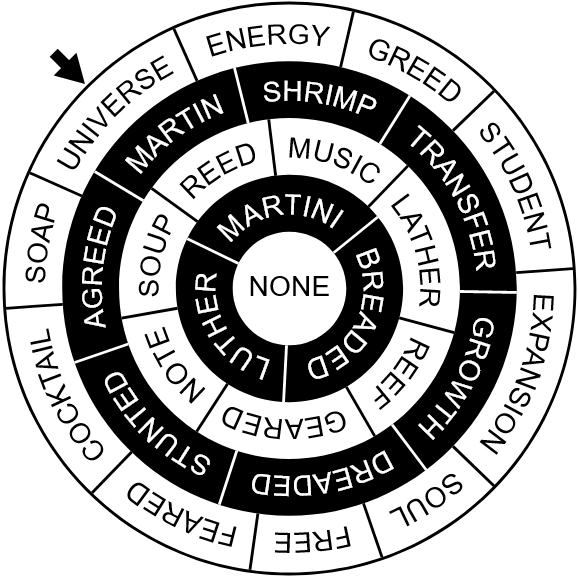 UNIVERSE
ENERGY
GREED
STUDENT
EXPANSION
SOUL
FREE
FEARED
COCKTAIL
SOAP
MARTIN
SHRIMP
TRANSFER
GROWTH
DREADED
STUNTED
AGREED
REED
MUSIC
LATHER
REEF
GEARED
NOTE
SOUP
MARTINI
BREADED
LUTHER
NONE